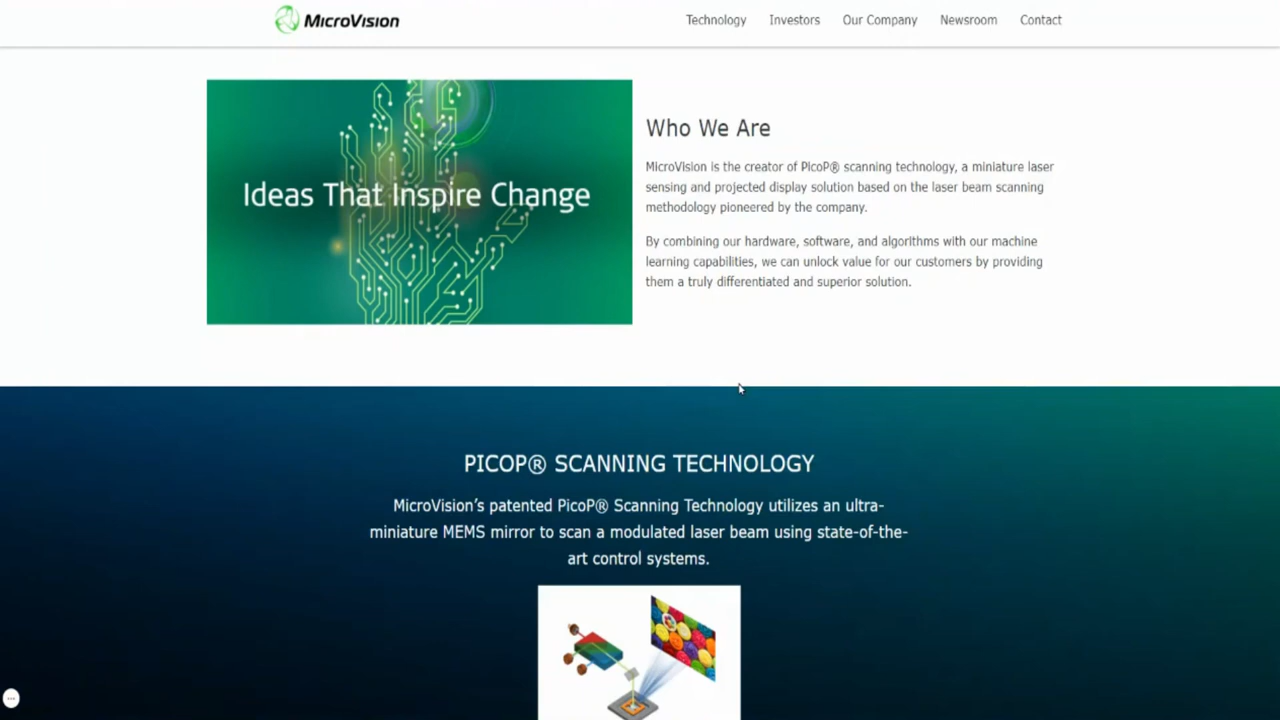 MicroVision
Technology Investors Our Company Newsroom Contact
Ideas That Inspire Change
Who We Are
MicroVision is the creator of PicoP® scanning technology, a miniature laser
sensing and projected display solution based on the laser beam scanning
methodology pioneered by the company.
By combining our hardware, software, and algorithms with our machine
learning capabilities, we can unlock value for our customers by providing
them a truly differentiated and superior solution.
PICOP® SCANNING TECHNOLOGY
MicroVision’s patented PicoP® Scanning Technology utilizes an ultra-
miniature MEMS mirror to scan a modulated laser beam using state-of-the-
art control systems.